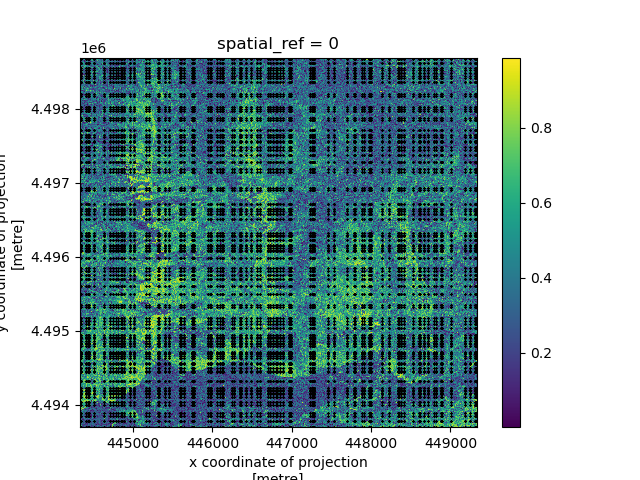 spatial_ref = 0
1e6
4.498
4.497
4.496
4.495
4.494
y coordinate of projection
[metre]
445000 446000 447000 448000 449000
x coordinate of projection
[metre]
0.8
0.6
0.4
0.2